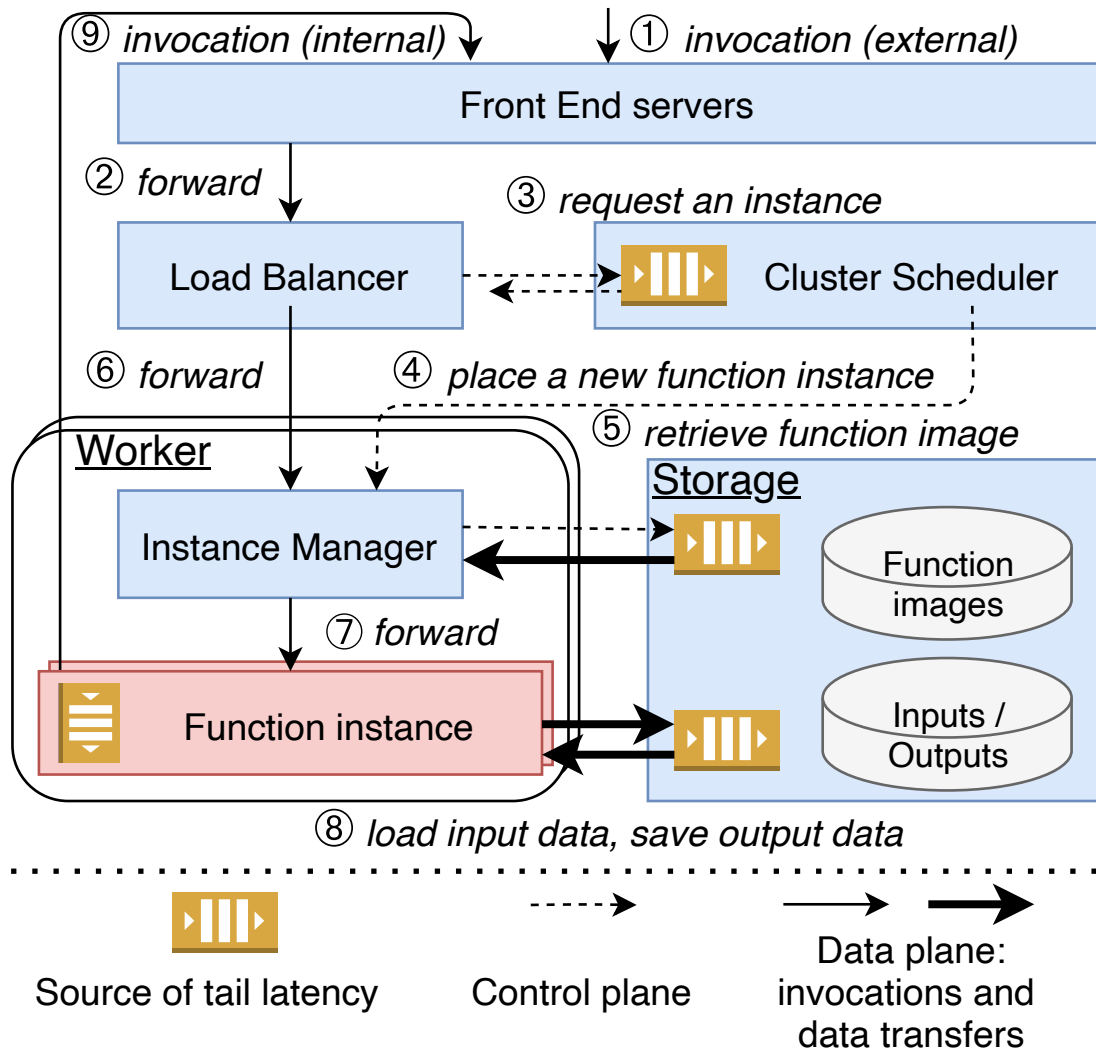 ⑨ invocation (internal)
① invocation (external)
Front End servers
② forward
③ request an instance
Load Balancer
Cluster Scheduler
⑥ forward
④ place a new function instance
⑤ retrieve function image
Worker
Storage
Instance Manager
Function
images
⑦ forward
Function instance
Inputs /
Outputs
⑧ load input data, save output data
Source of tail latency
Control plane
Data plane:
invocations and
data transfers